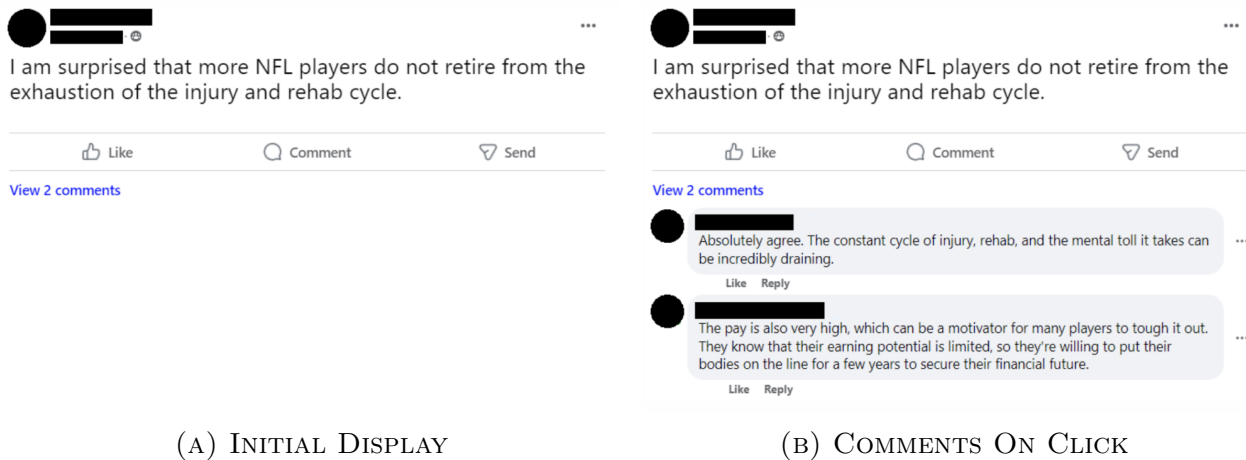 I am surprised that more NFL players do not retire from the
exhaustion of the injury and rehab cycle.
Like Comment Send
View 2 comments
(A) INITIAL DISPLAY
I am surprised that more NFL players do not retire from the
exhaustion of the injury and rehab cycle.
Like Comment Send
View 2 comments
Absolutely agree. The constant cycle of injury, rehab, and the mental toll it takes can
be incredibly draining.
Like Reply
The pay is also very high, which can be a motivator for many players to tough it out.
They know that their earning potential is limited, so they're willing to put their
bodies on the line for a few years to secure their financial future.
Like Reply
(B) COMMENTS ON CLICK